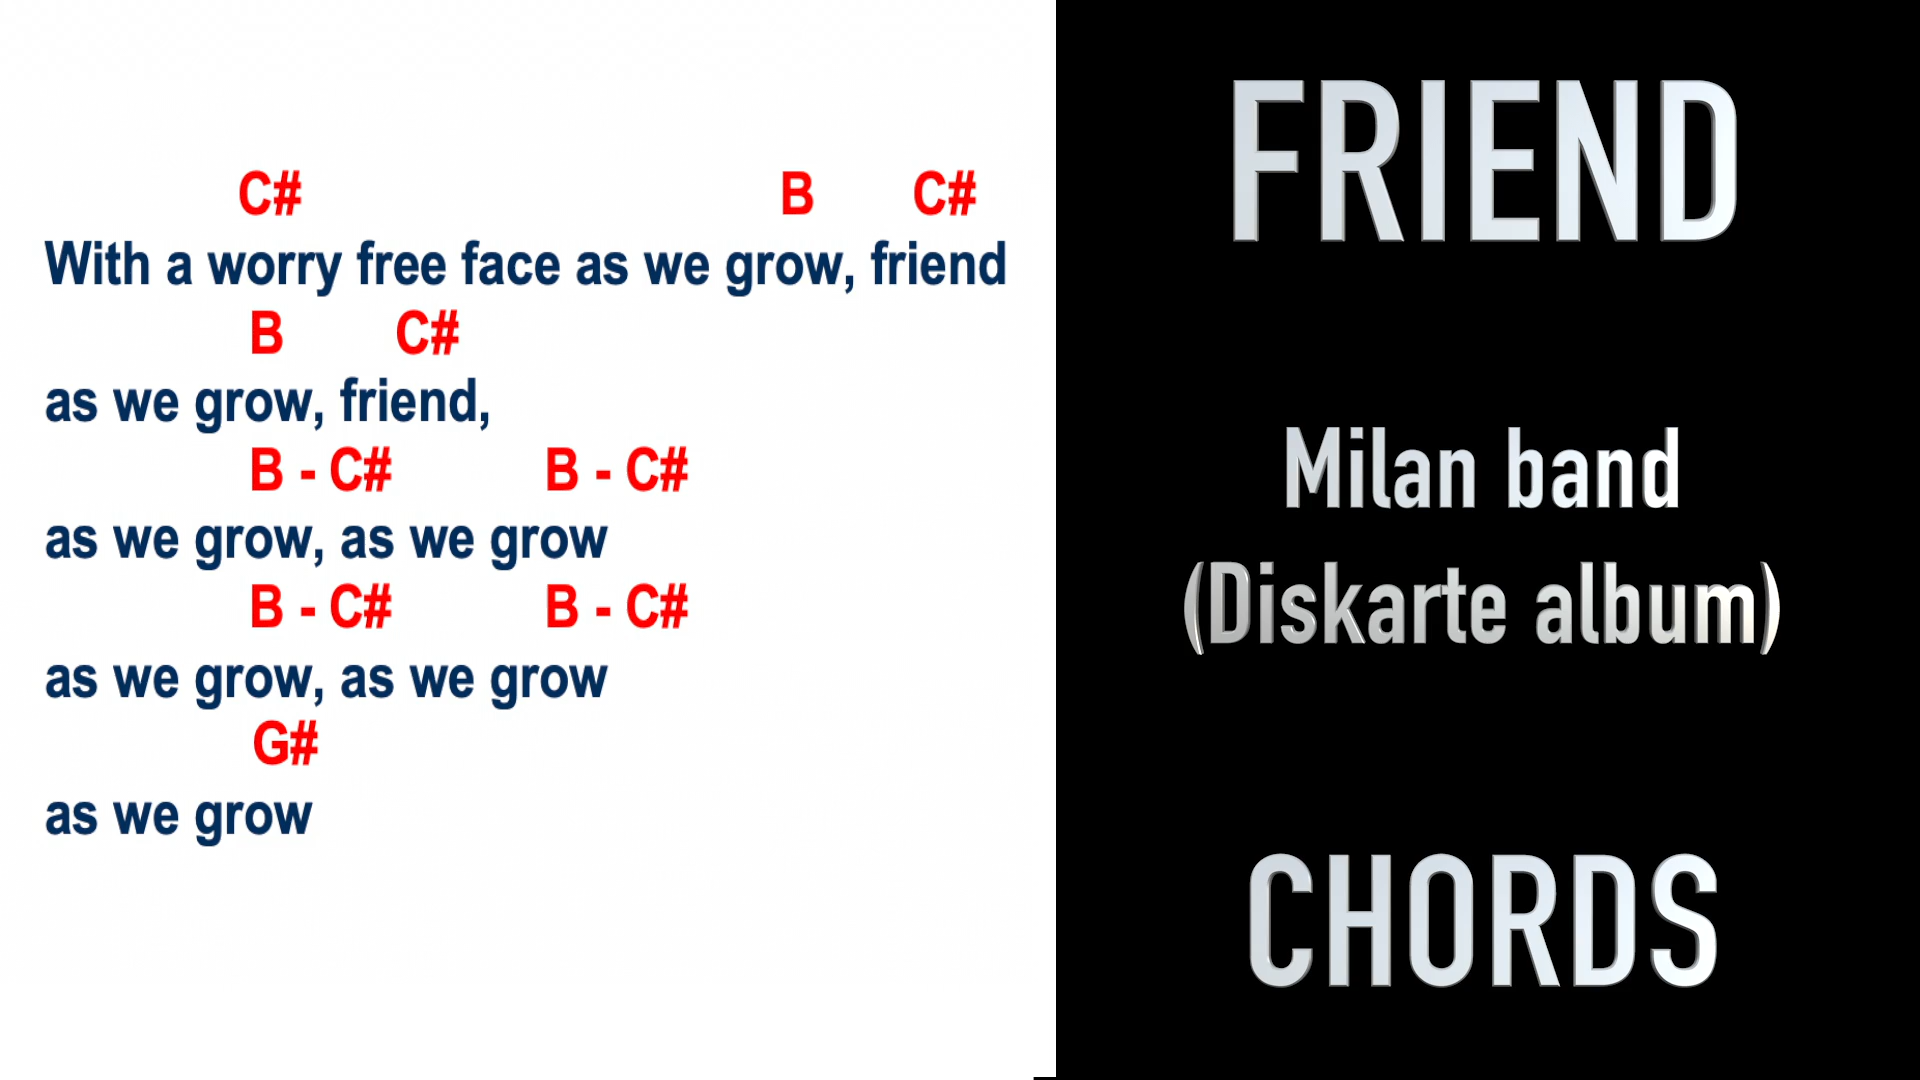 C# B C#
With a worry free face as we grow, friend
B C#
as we grow, friend,
B - C# B - C#
as we grow, as we grow
B - C# B - C#
as we grow, as we grow
G#
as we grow
FRIEND
Milan band
(Diskarte album)
CHORDS